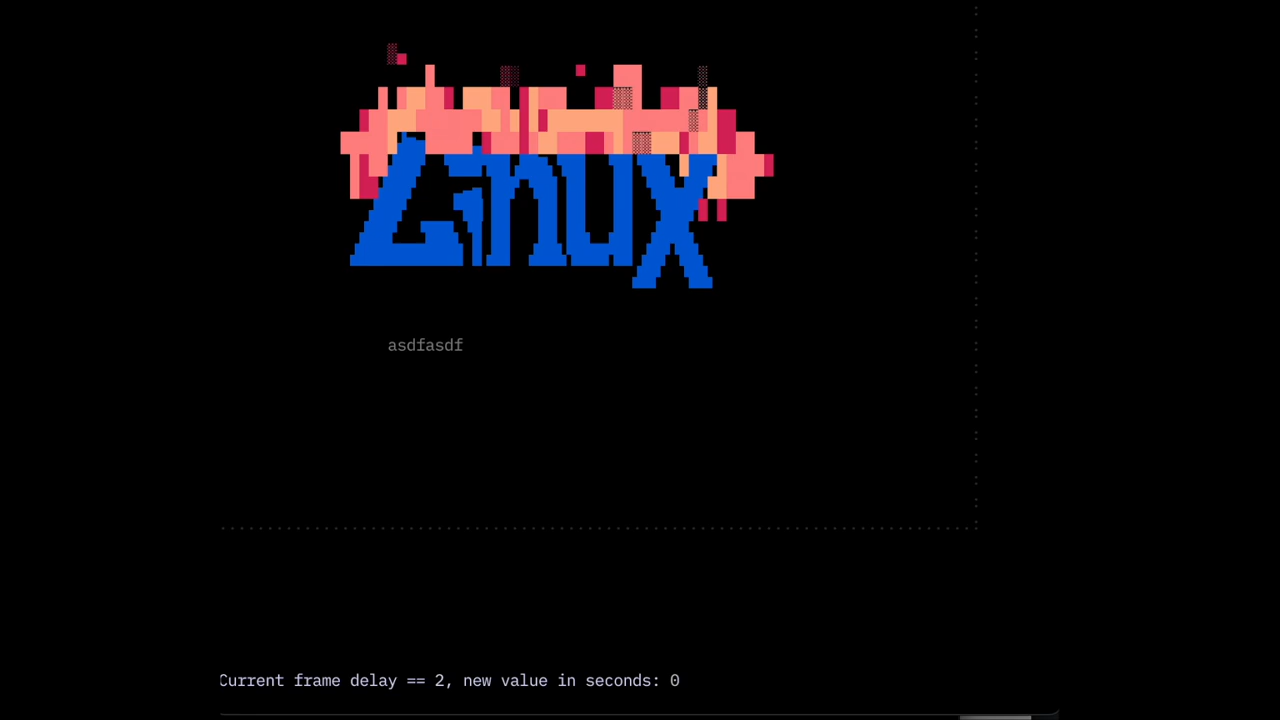 Linux
asdfasdf
Current frame delay == 2, new value in seconds: 0